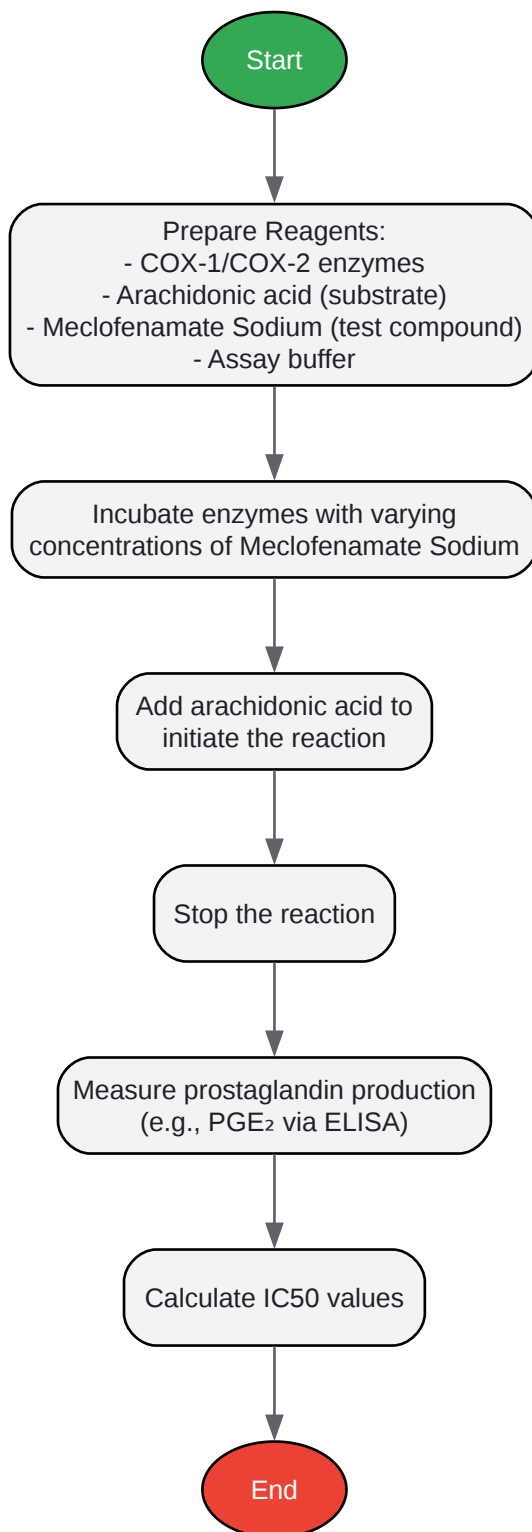 Start
Prepare Reagents:
- COX-1/COX-2 enzymes
- Arachidonic acid (substrate)
- Meclofenamate Sodium (test compound)
- Assay buffer
Incubate enzymes with varying
concentrations of Meclofenamate Sodium
Add arachidonic acid to
initiate the reaction
Stop the reaction
Measure prostaglandin production
(e.g., PGE₂ via ELISA)
Calculate IC50 values
End